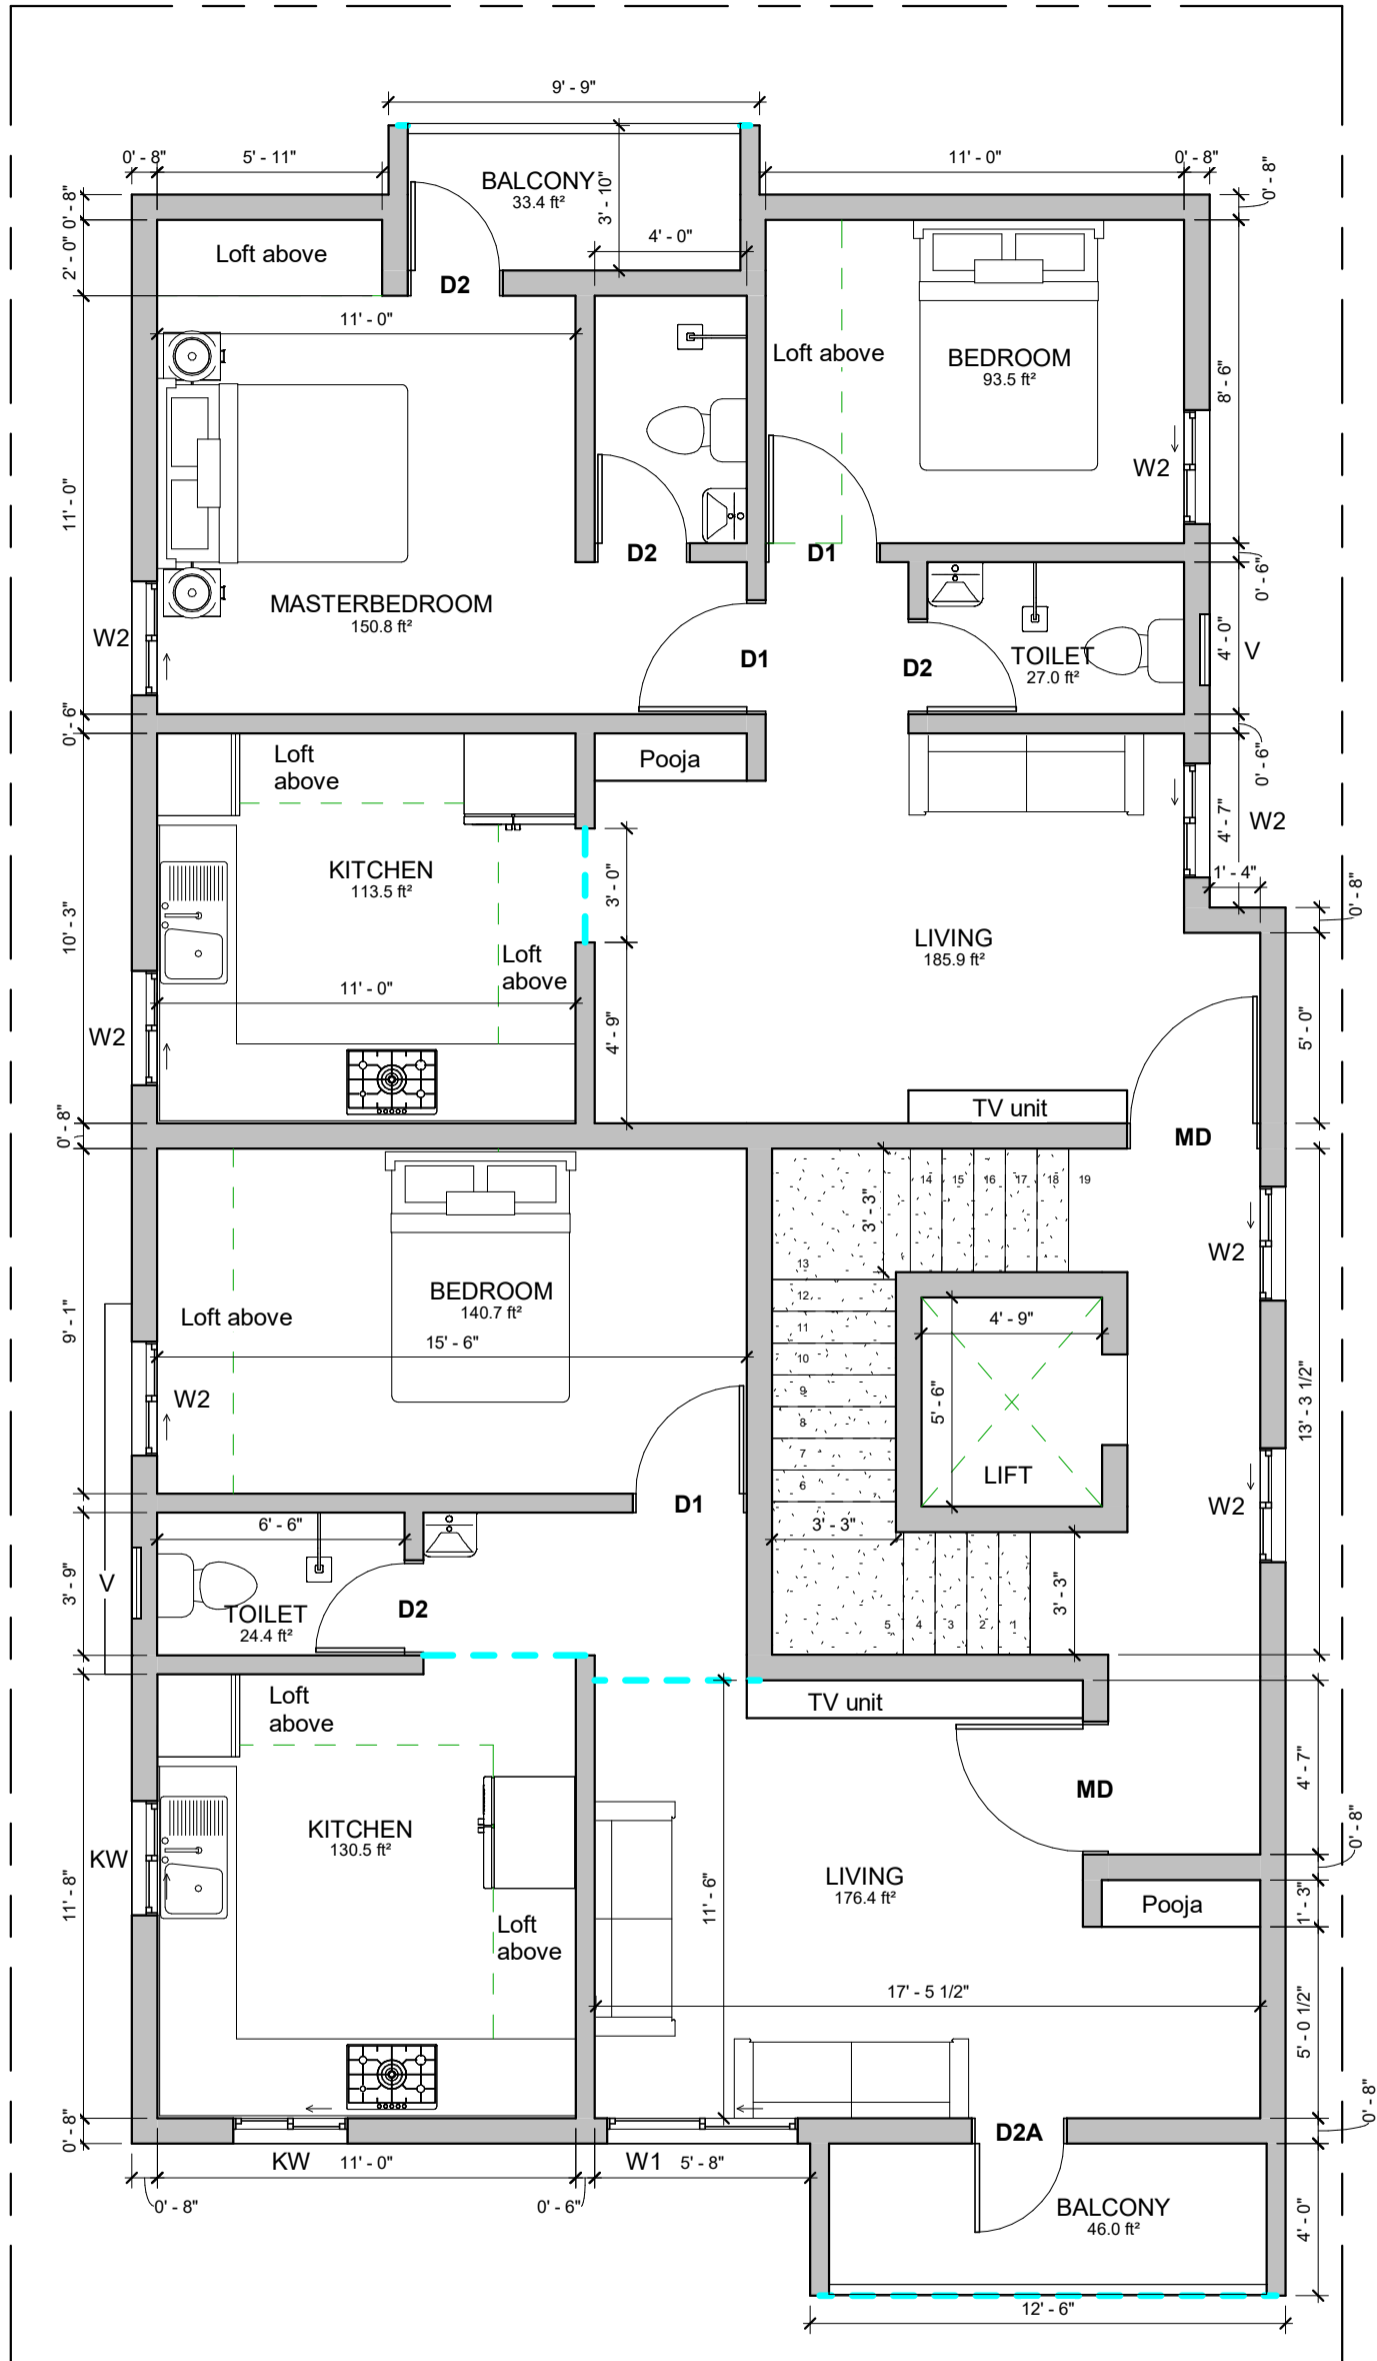 9' - 9"
0' - 8"
5' - 11"
11' - 0"
0' - 8"
0' - 8"
0' - 8"
2' - 0"
BALCONY
33.4 ft²
3' - 10"
4' - 0"
Loft above
D2
11' - 0"
Loft above
BEDROOM
93.5 ft²
8' - 6"
W2
11' - 0"
D2
D1
0' - 6"
MASTERBEDROOM
150.8 ft²
W2
D1
D2
TOILET
27.0 ft²
4' - 0"
V
0' - 6"
0' - 6"
Loft
above
Pooja
4' - 7"
W2
KITCHEN
113.5 ft²
3' - 0"
1' - 4"
0' - 8"
10' - 3"
LIVING
185.9 ft²
Loft
above
11' - 0"
W2
4' - 9"
5' - 0"
TV unit
0' - 8"
MD
14
15
16
17
18
19
3' - 3"
W2
13
12
11
10
9
8
7
6
BEDROOM
140.7 ft²
Loft above
15' - 6"
9' - 1"
W2
4' - 9"
5' - 6"
LIFT
13' - 3 1/2"
W2
D1
6' - 6"
3' - 3"
3' - 9"
V
TOILET
24.4 ft²
D2
5
4
3
2
1
3' - 3"
Loft
above
TV unit
4' - 7"
MD
KITCHEN
130.5 ft²
KW
0' - 8"
LIVING
176.4 ft²
11' - 6"
11' - 8"
Pooja
1' - 3"
Loft
above
17' - 5 1/2"
5' - 0 1/2"
0' - 8"
0' - 8"
D2A
KW
11' - 0"
W1
5' - 8"
0' - 8"
0' - 6"
BALCONY
46.0 ft²
4' - 0"
12' - 6"